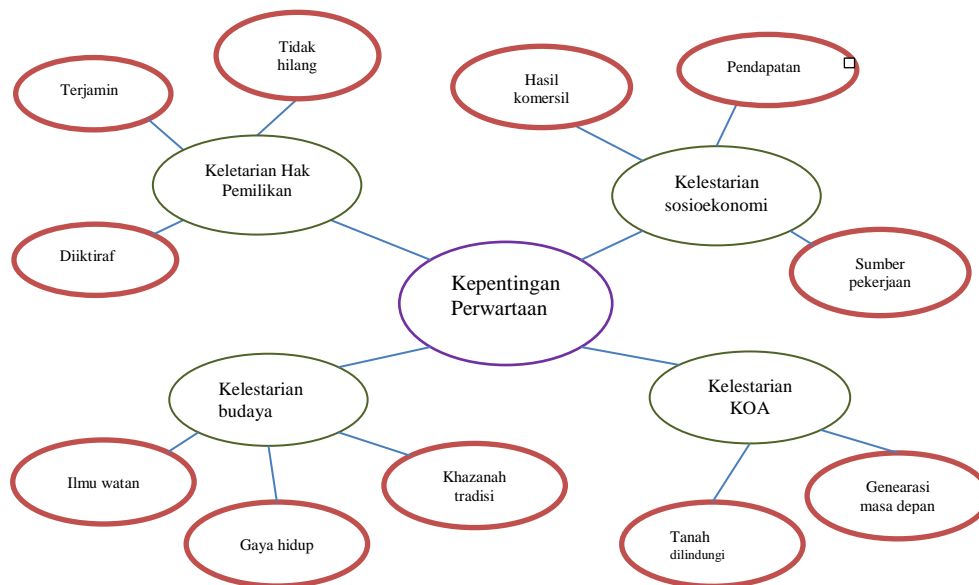 Tidak
hilang
Terjamin
Keletarian Hak
Pemilikan
Diiktiraf
Hasil
komersil
Pendapatan
Kelestarian
sosioekonomi
Sumber
pekerjaan
Kepentingan
Perwartaan
Kelestarian
budaya
Ilmu watan
Gaya hidup
Khazanah
tradisi
Kelestarian
KOA
Tanah
dilindungi
Genearasi
masa depan